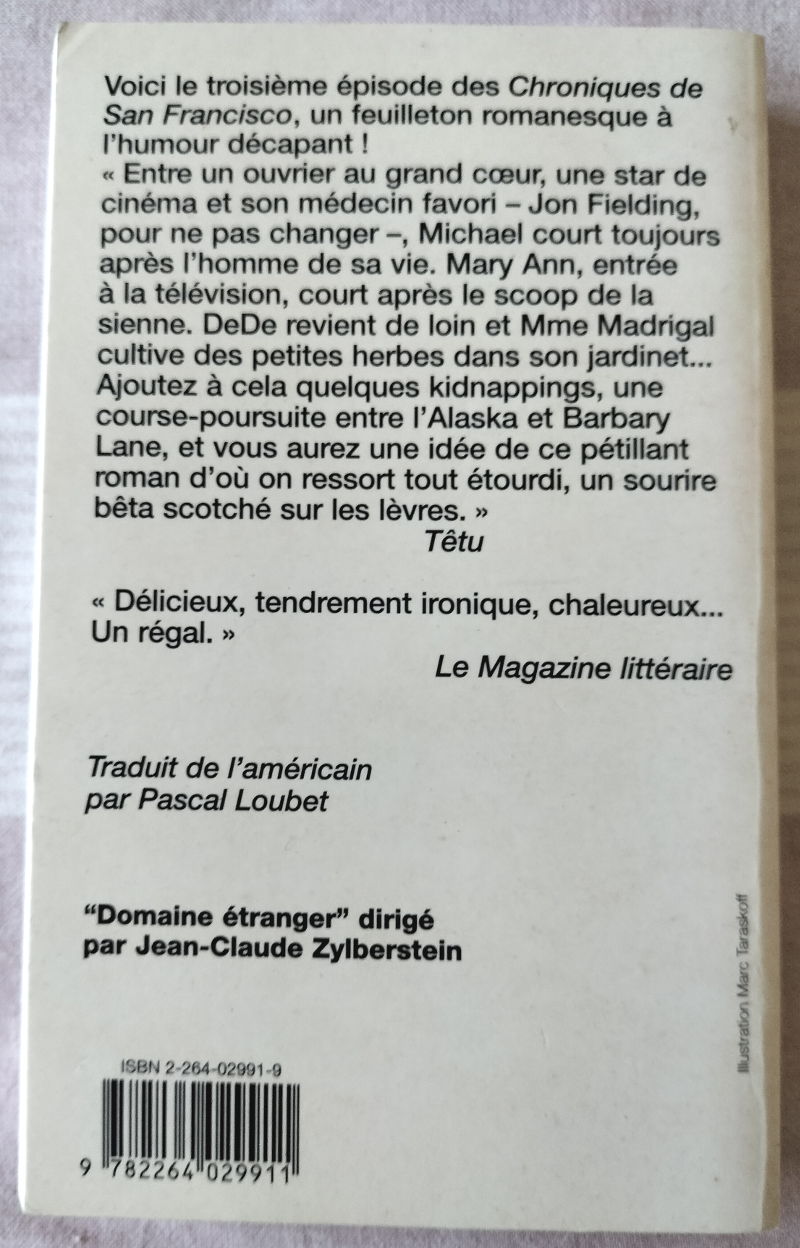 Voici le troisième épisode des Chroniques de
San Francisco, un feuilleton romanesque à
l'humour décapant !
« Entre un ouvrier au grand cœur, une star de
cinéma et son médecin favori – Jon Fielding,
pour ne pas changer –, Michael court toujours
après l'homme de sa vie. Mary Ann, entrée
à la télévision, court après le scoop de la
sienne. DeDe revient de loin et Mme Madrigal
cultive des petites herbes dans son jardinet...
Ajoutez à cela quelques kidnappings, une
course-poursuite entre l'Alaska et Barbary
Lane, et vous aurez une idée de ce pétillant
roman d'où on ressort tout étourdi, un sourire
bêta scotché sur les lèvres. »
Têtu
« Délicieux, tendrement ironique, chaleureux...
Un régal. »
Le Magazine littéraire
Traduit de l'américain
par Pascal Loubet
“Domaine étranger” dirigé
par Jean-Claude Zylberstein
Illustration Marc Taraskoff
ISBN 2-264-02991-9
9 782264 029911